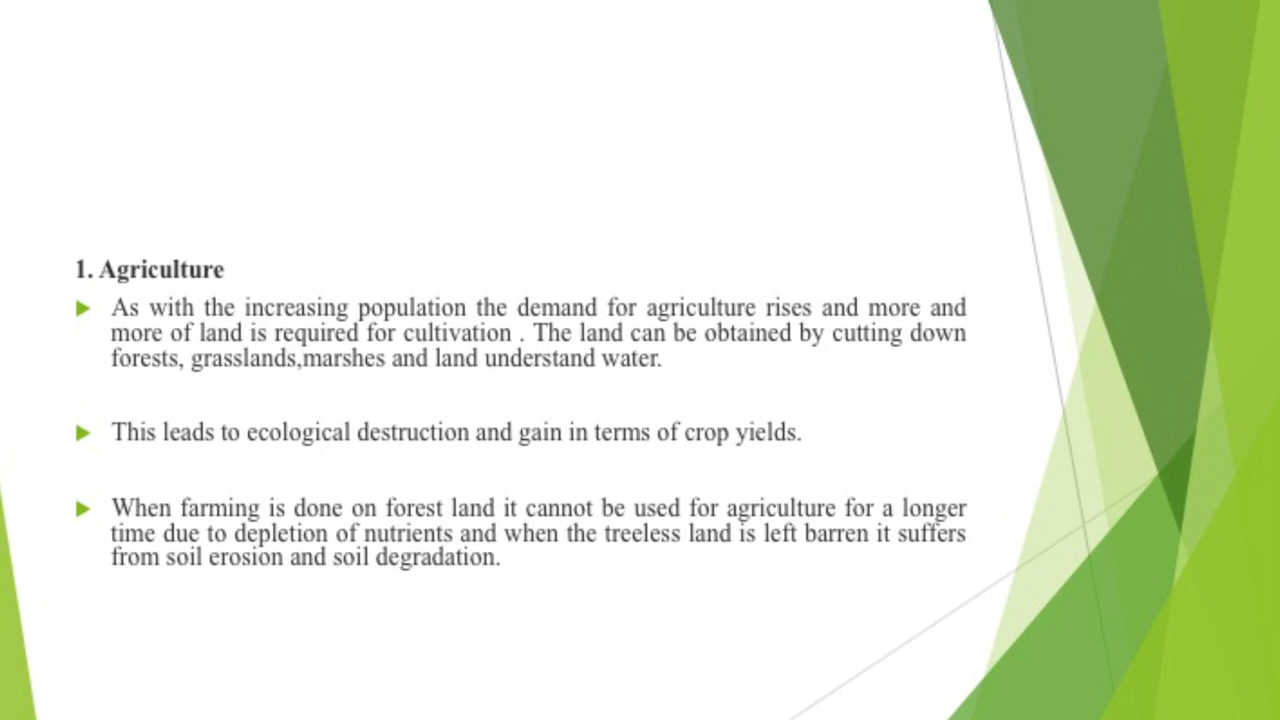 1. Agriculture
As with the increasing population the demand for agriculture rises and more and
more of land is required for cultivation . The land can be obtained by cutting down
forests, grasslands,marshes and land understand water.
This leads to ecological destruction and gain in terms of crop yields.
When farming is done on forest land it cannot be used for agriculture for a longer
time due to depletion of nutrients and when the treeless land is left barren it suffers
from soil erosion and soil degradation.